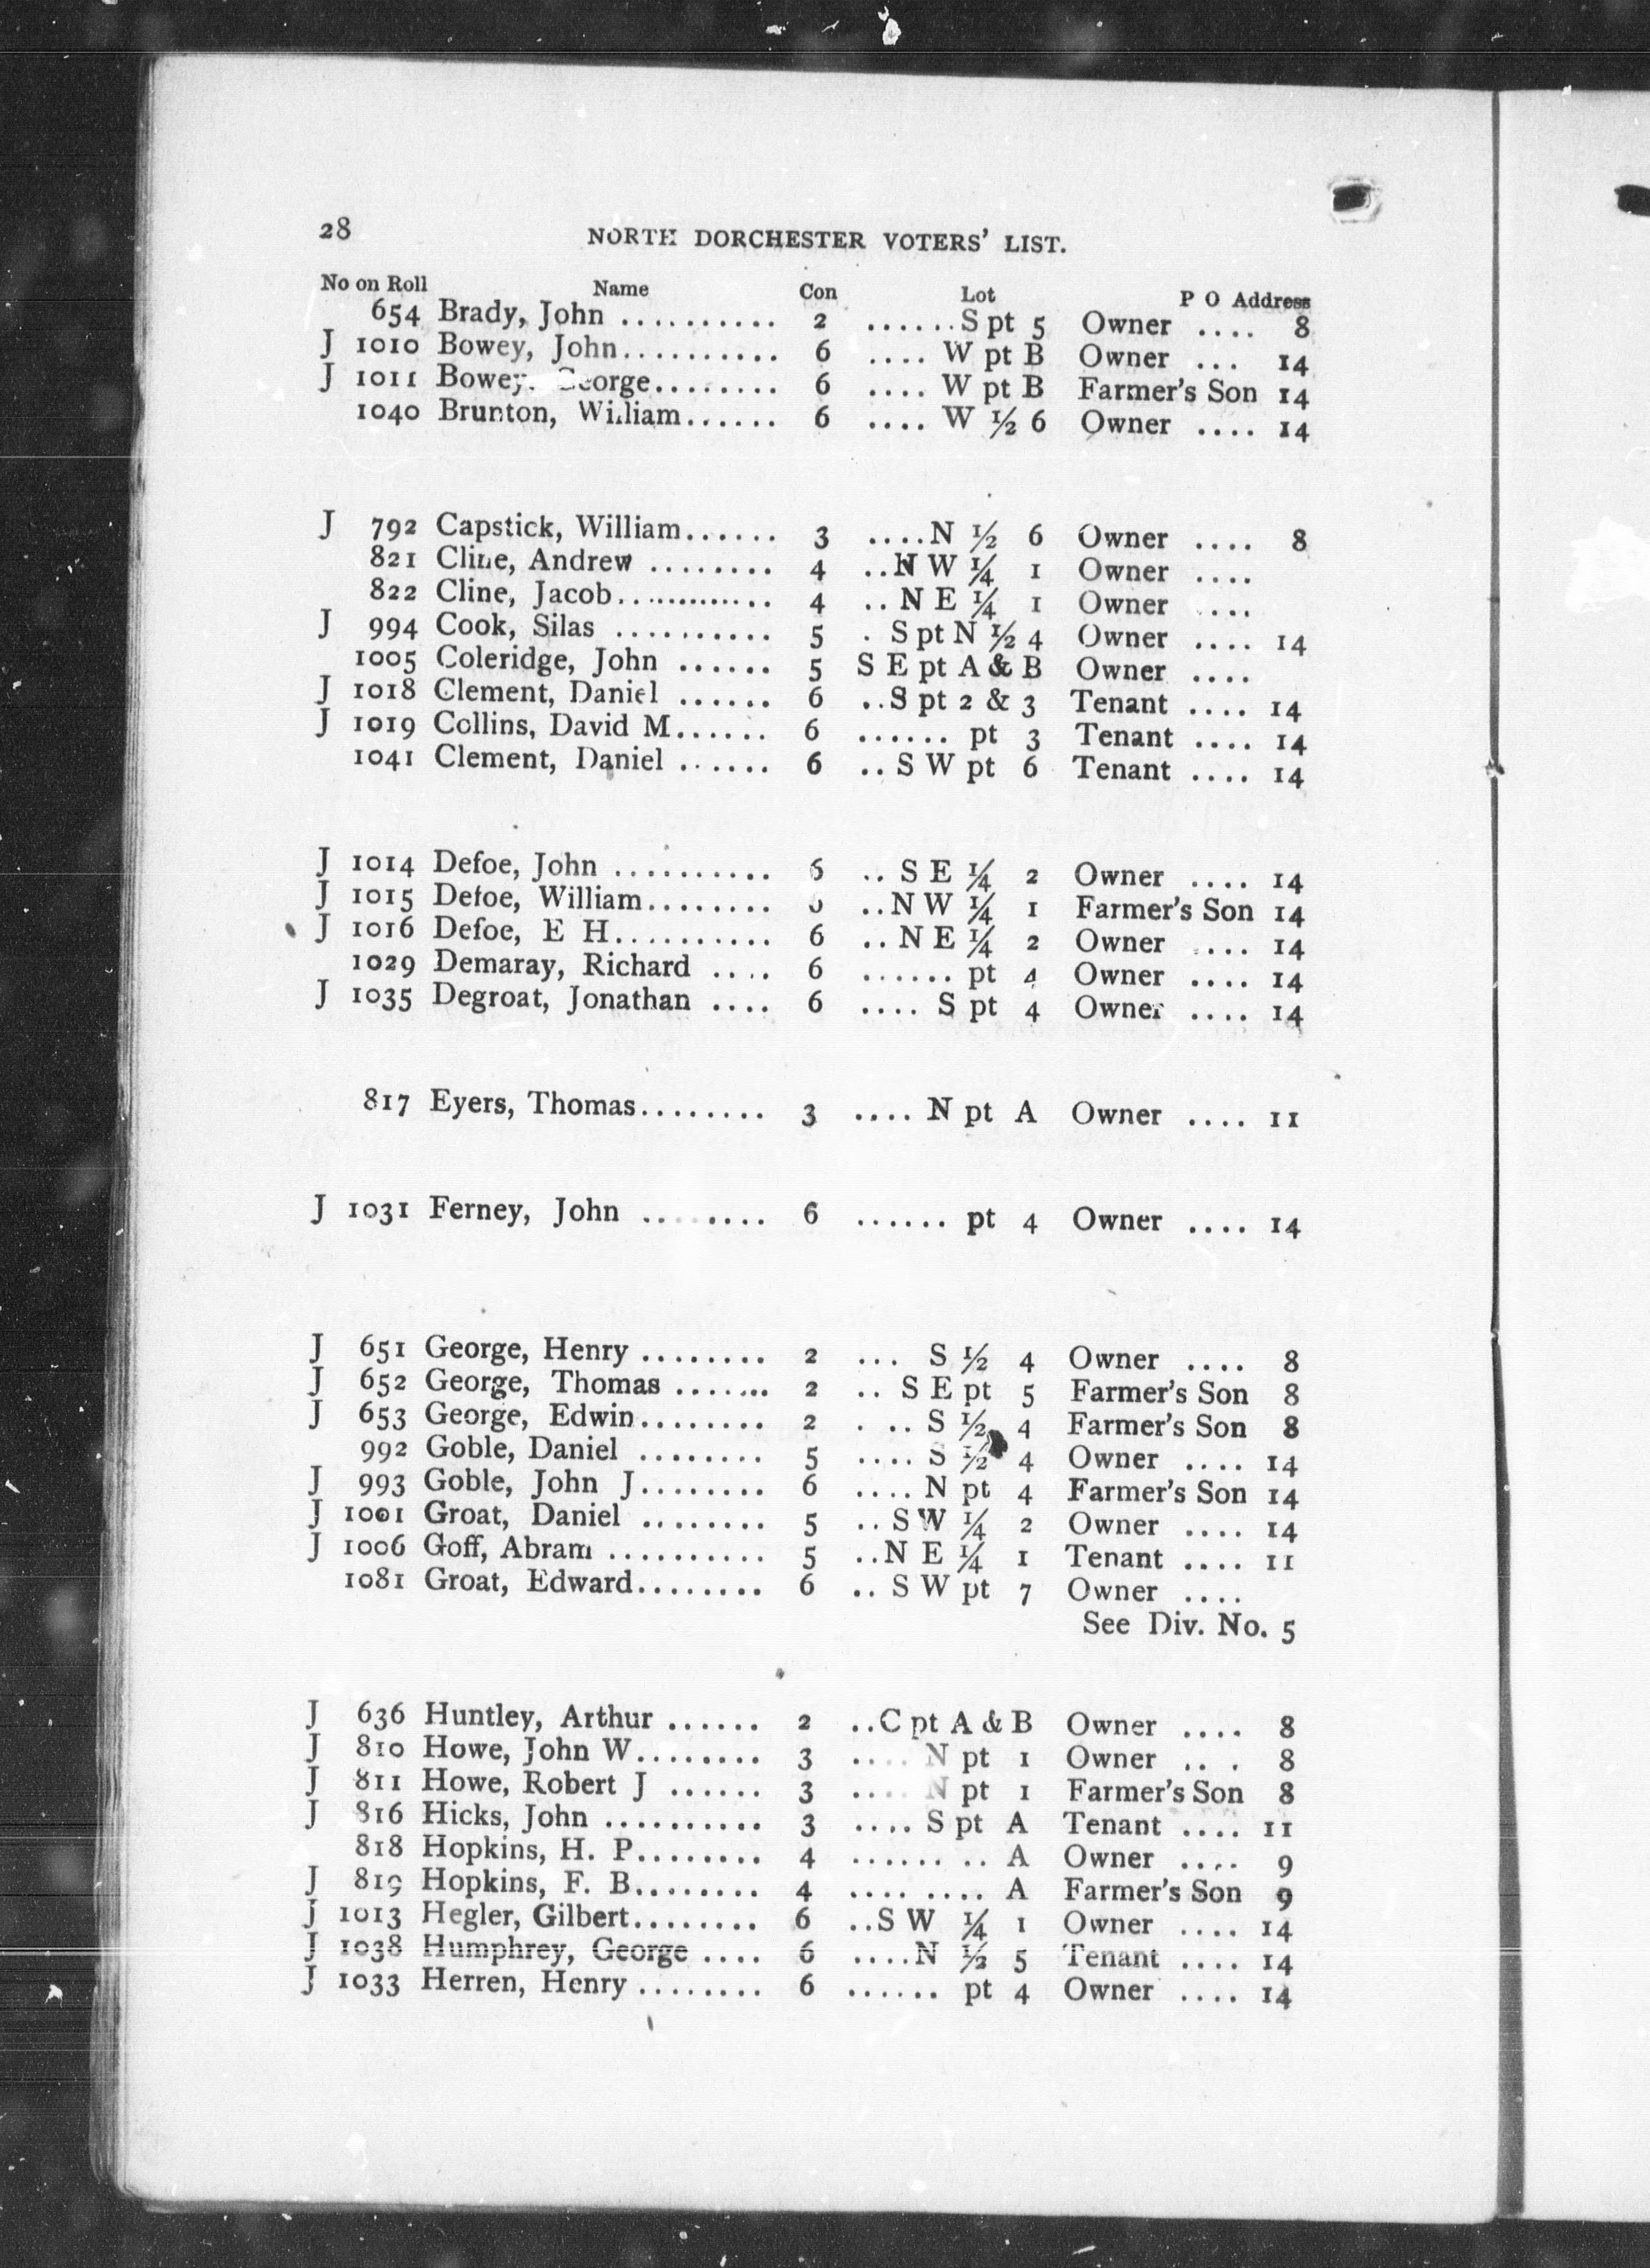 28 NORTH DORCHESTER VOTERS' LIST.
No on Roll Name Con Lot P O Address
654 Brady, John .......... 2 ......S pt 5 Owner .... 8
J 1010 Bowey, John.......... 6 .... W pt B Owner ... 14
J 1011 Bowey, George........ 6 .... W pt B Farmer's Son 14
1040 Brunton, William...... 6 .... W ½ 6 Owner .... 14
J 792 Capstick, William...... 3 ....N ½ 6 Owner .... 8
821 Cline, Andrew ........ 4 ..N W ¼ 1 Owner ....
822 Cline, Jacob............. 4 ..N E ¼ 1 Owner ....
J 994 Cook, Silas .......... 5 . S pt N ½ 4 Owner .... 14
1005 Coleridge, John ...... 5 S E pt A & B Owner ....
J 1018 Clement, Daniel ...... 6 ..S pt 2 & 3 Tenant .... 14
J 1019 Collins, David M...... 6 ...... pt 3 Tenant .... 14
1041 Clement, Daniel ...... 6 ..S W pt 6 Tenant .... 14
J 1014 Defoe, John .......... 6 ..S E ¼ 2 Owner .... 14
J 1015 Defoe, William........ ..N W ¼ 1 Farmer's Son 14
J 1016 Defoe, E H.......... 6 ..N E ¼ 2 Owner .... 14
1029 Demaray, Richard .... 6 ...... pt 4 Owner .... 14
J 1035 Degroat, Jonathan .... 6 .... S pt 4 Owner .... 14
817 Eyers, Thomas........ 3 .... N pt A Owner .... 11
J 1031 Ferney, John ........ 6 ...... pt 4 Owner .... 14
J 651 George, Henry ........ 2 ... S ½ 4 Owner .... 8
J 652 George, Thomas ....... 2 .. S E pt 5 Farmer's Son 8
J 653 George, Edwin........ 2 . .. S ½ 4 Farmer's Son 8
992 Goble, Daniel ........ 5 .... S ½ 4 Owner .... 14
J 993 Goble, John J........ 6 .... N pt 4 Farmer's Son 14
J 1001 Groat, Daniel ........ 5 ..S W ¼ 2 Owner .... 14
J 1006 Goff, Abram .......... 5 ..N E ¼ 1 Tenant .... 11
1081 Groat, Edward........ 6 ..S W pt 7 Owner ....
See Div. No. 5
J 636 Huntley, Arthur ...... 2 ..C pt A & B Owner .... 8
J 810 Howe, John W........ 3 .... N pt 1 Owner .. . 8
J 811 Howe, Robert J ...... 3 .... N pt 1 Farmer's Son 8
J 816 Hicks, John .......... 3 .... S pt A Tenant .... 11
818 Hopkins, H. P........ 4 ...... .. A Owner .... 9
J 819 Hopkins, F. B........ 4 .... .... A Farmer's Son 9
J 1013 Hegler, Gilbert........ 6 ..S W ¼ 1 Owner .... 14
J 1038 Humphrey, George .... 6 ....N ½ 5 Tenant .... 14
J 1033 Herren, Henry ........ 6 ...... pt 4 Owner .... 14